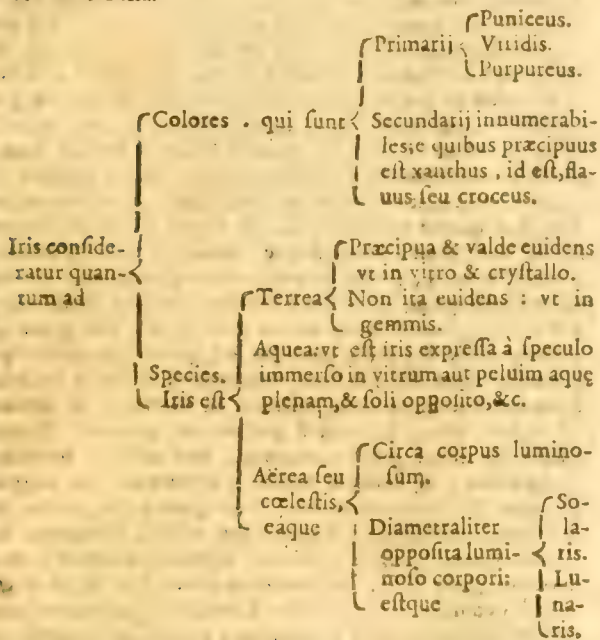 Iris conside-
ratur quan-
tum ad
Colores . qui sunt
Primarij
Puniceus.
Viridis.
Purpureus.
Secundarij innumerabi-
les; e quibus præcipuus
est xanthus , id est, fla-
uus seu croceus.
Species.
Iris est
Terrea
Præcipua & valde euidens
vt in vitro & crystallo.
Non ita euidens : vt in
gemmis.
Aquea: vt est iris expressa à speculo
immerso in vitrum aut peluim aquę
plenam, & soli opposito, &c.
Aërea seu
cœlestis,
eáque
Circa corpus lumino-
sum.
Diametraliter
opposita lumi-
noso corpori:
estque
So-
la-
ris.
Lu-
na-
ris.